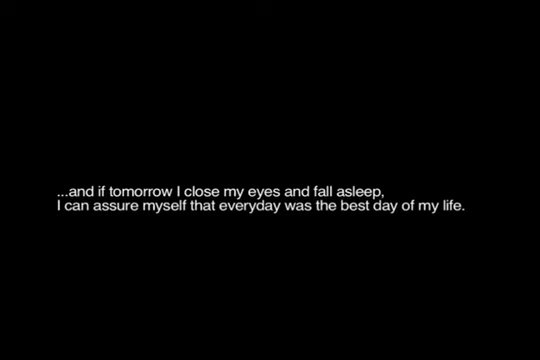 ...and if tomorrow I close my eyes and fall asleep,
I can assure myself that everyday was the best day of my life.